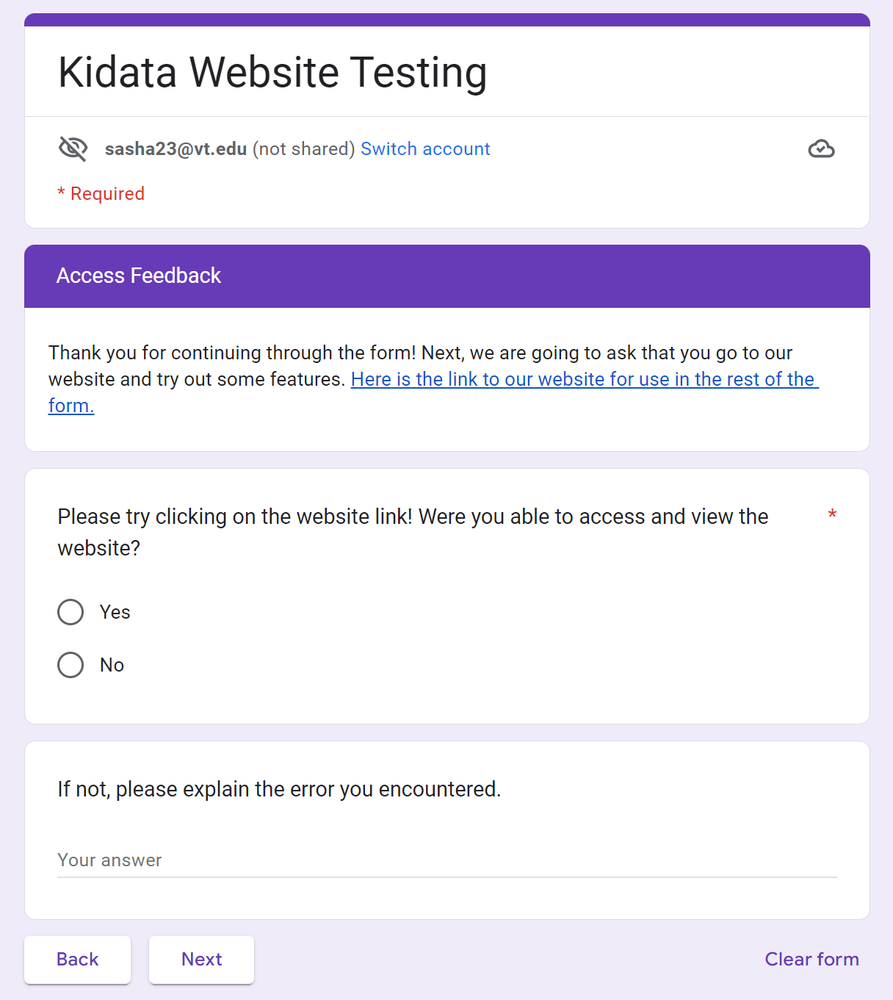 Kidata Website Testing
sasha23@vt.edu (not shared) Switch account
* Required
Access Feedback
Thank you for continuing through the form! Next, we are going to ask that you go to our
website and try out some features. Here is the link to our website for use in the rest of the
form.
Please try clicking on the website link! Were you able to access and view the *
website?
Yes
No
If not, please explain the error you encountered.
Your answer
Back Next Clear form